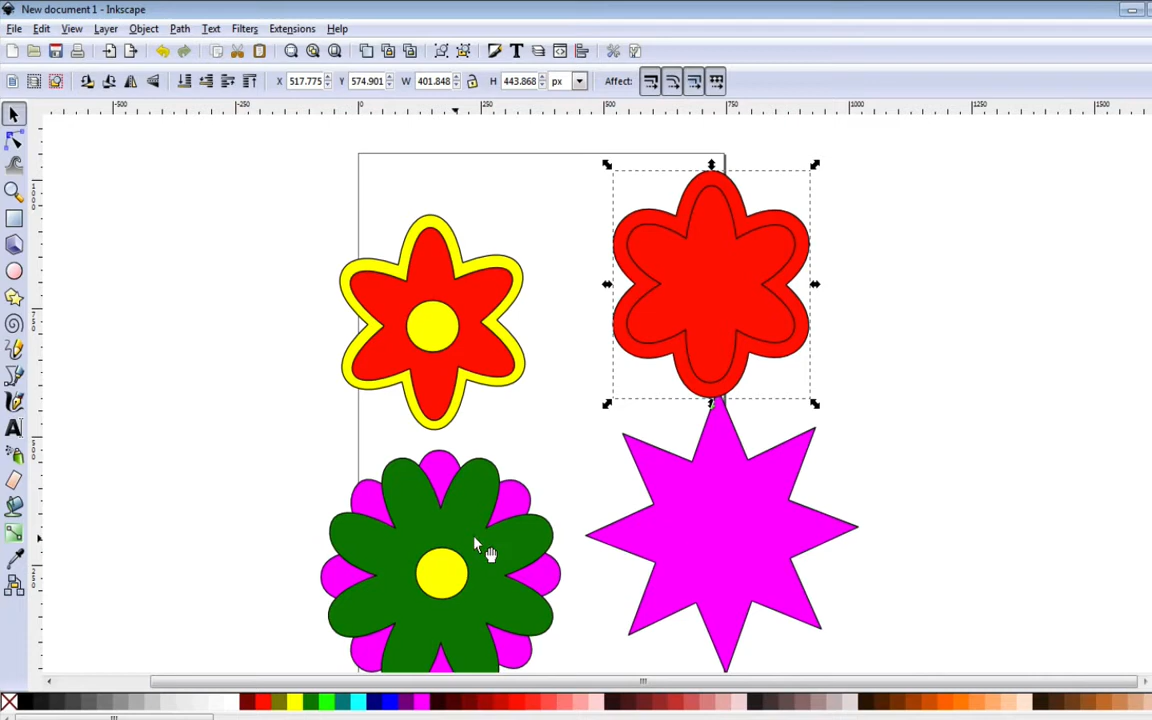 New document 1 - Inkscape
File Edit View Layer Object Path Text Filters Extensions Help
X 517.775 Y 574.901 W 401.848 H 443.868 px Affect:
-500 -250 0 250 500 750 1000 1250 1500